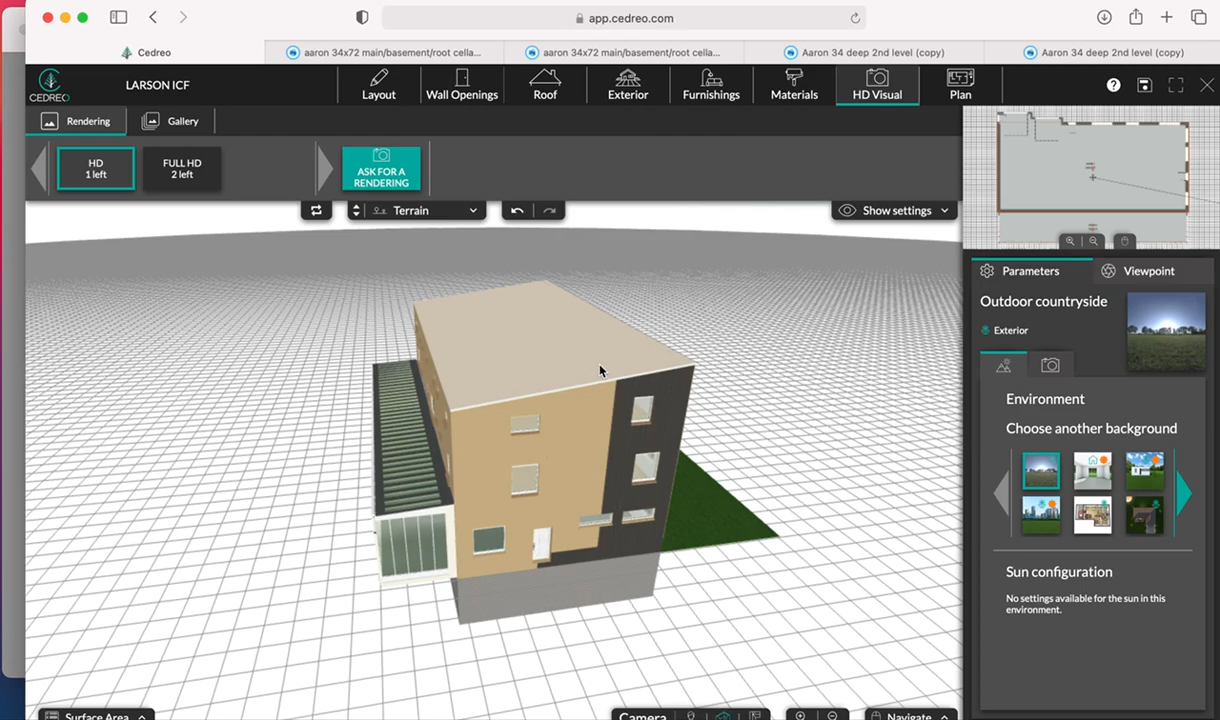 app.cedreo.com
Cedreo
aaron 34x72 main/basement/root cella...
aaron 34x72 main/basement/root cella...
Aaron 34 deep 2nd level (copy)
Aaron 34 deep 2nd level (copy)
CEDREO
LARSON ICF
Layout
Wall Openings
Roof
Exterior
Furnishings
Materials
HD Visual
Plan
?
Rendering
Gallery
HD
1 left
FULL HD
2 left
ASK FOR A
RENDERING
Terrain
Show settings
Parameters
Viewpoint
Outdoor countryside
Exterior
Environment
Choose another background
Sun configuration
No settings available for the sun in this
environment.
Surface Area
Camera
Navigate